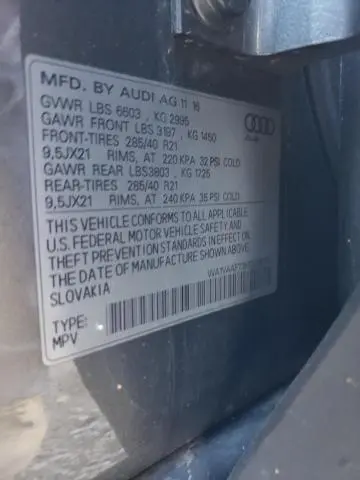 MFD. BY AUDI AG 11 16
GVWR LBS 6603 , KG 2995
GAWR FRONT LBS 3197 , KG 1450
FRONT-TIRES 285/40 R21
9,5JX21 RIMS, AT 220 KPA 32 PSI COLD
GAWR REAR LBS3803 , KG 1725
REAR-TIRES 285/40 R21
9,5JX21 RIMS, AT 240 KPA 35 PSI COLD
THIS VEHICLE CONFORMS TO ALL APPLICABLE
U.S. FEDERAL MOTOR VEHICLE SAFETY AND
THEFT PREVENTION STANDARDS IN EFFECT ON
THE DATE OF MANUFACTURE SHOWN ABOVE
SLOVAKIA
TYPE:
MPV
Audi